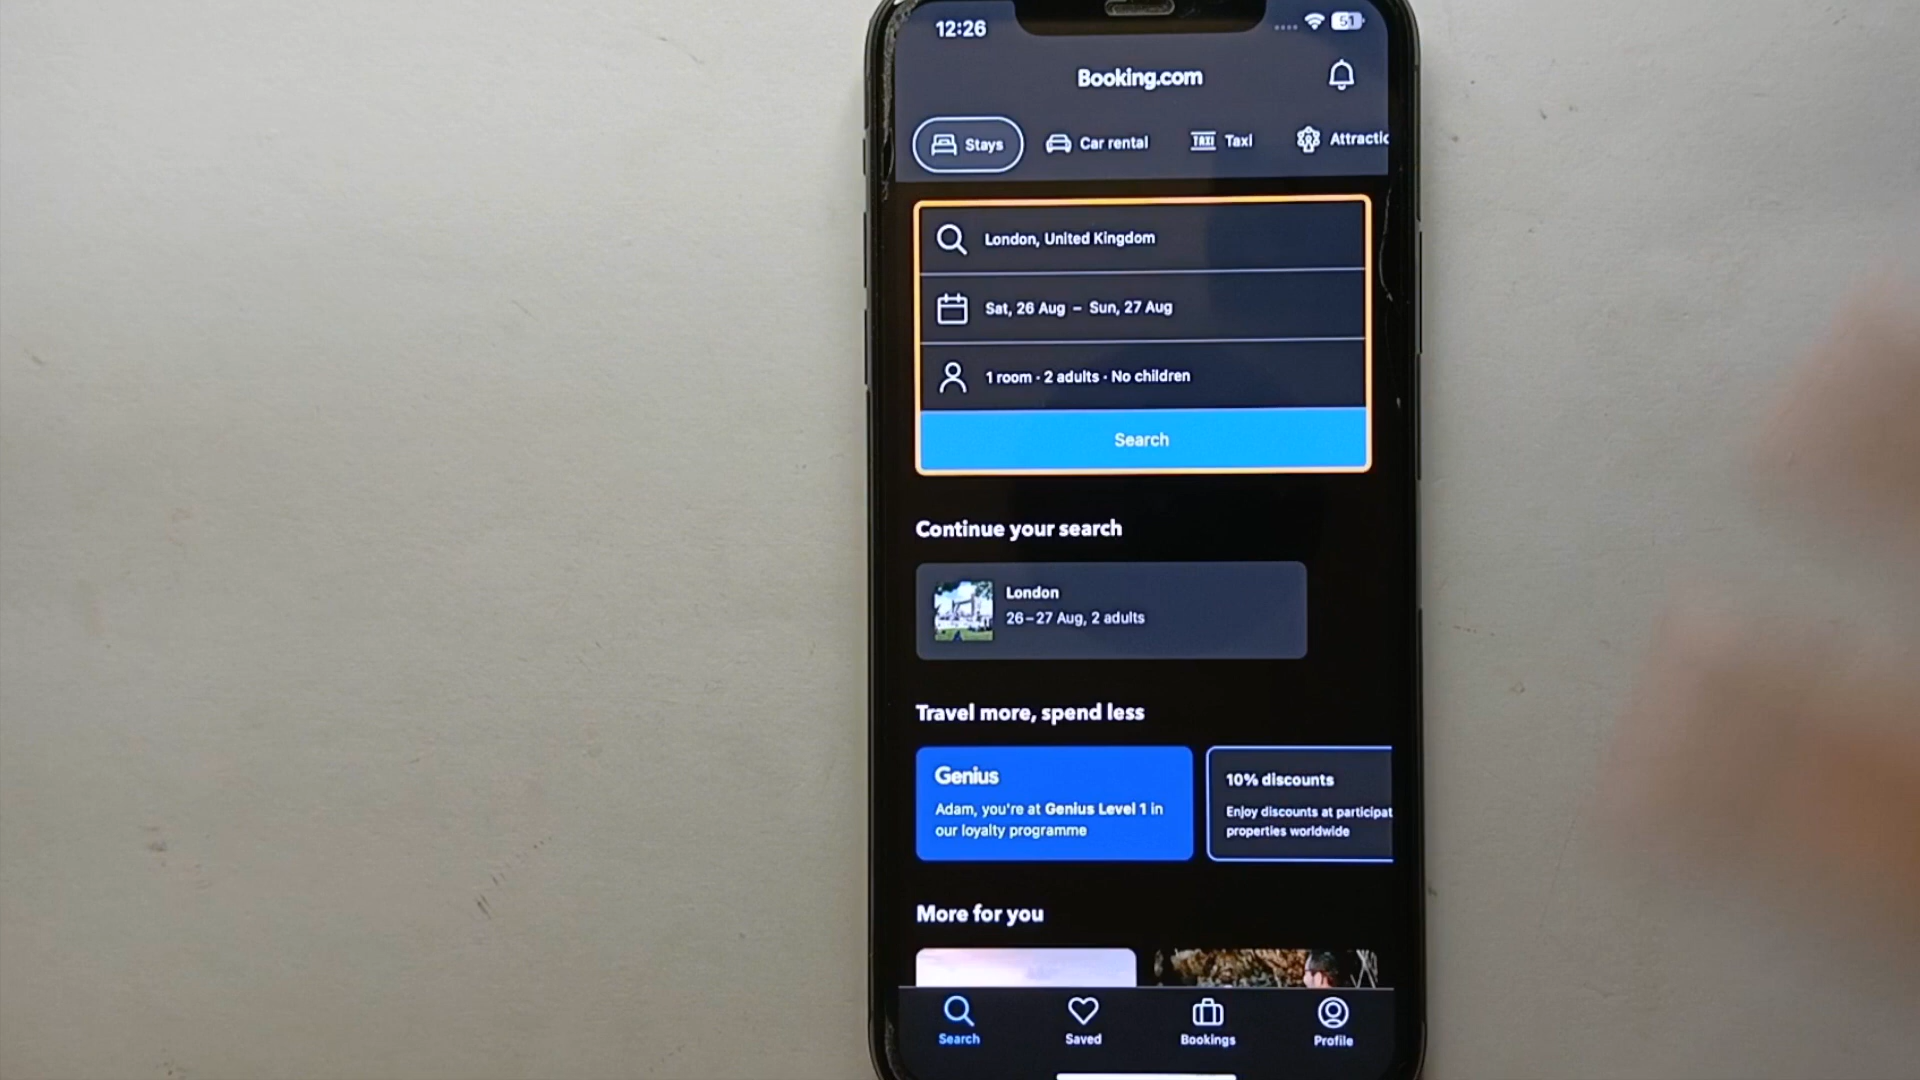 12:26
51
Booking.com
Stays
Car rental
TAXI Taxi
Attractio
London, United Kingdom
Sat, 26 Aug – Sun, 27 Aug
1 room · 2 adults · No children
Search
Continue your search
London
26–27 Aug, 2 adults
Travel more, spend less
Genius
Adam, you're at Genius Level 1 in
our loyalty programme
10% discounts
Enjoy discounts at participat
properties worldwide
More for you
Search
Saved
Bookings
Profile